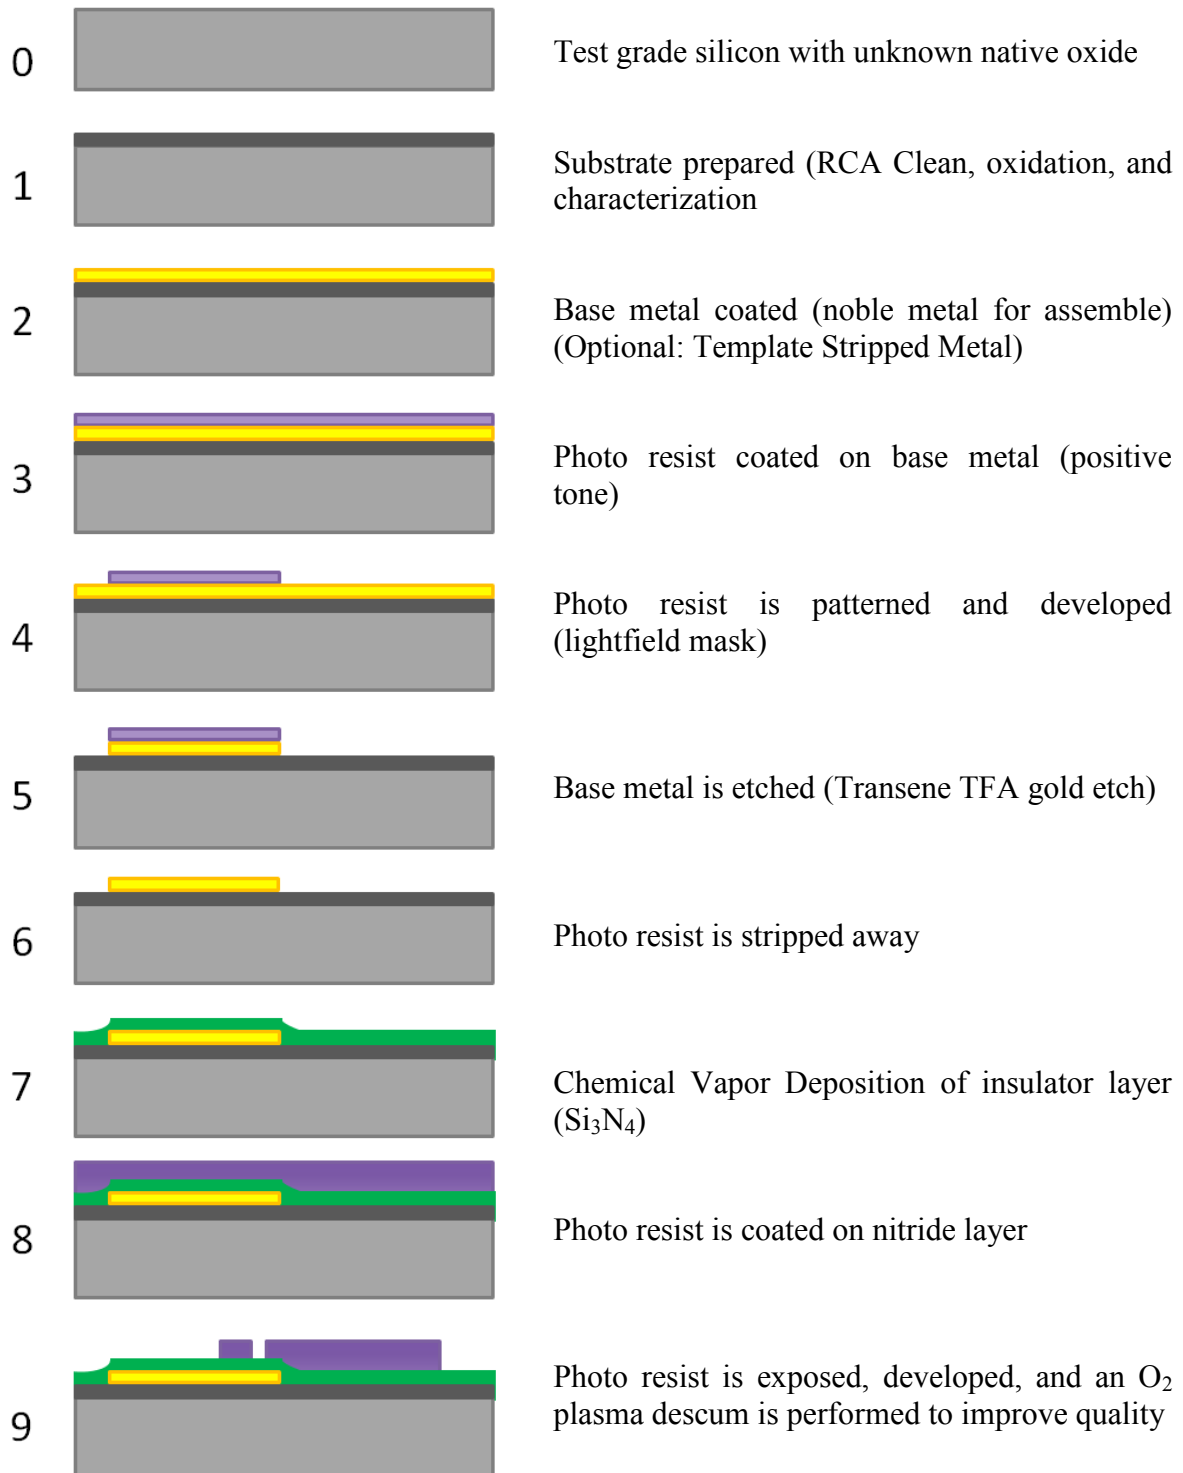 0
Test grade silicon with unknown native oxide
1
Substrate prepared (RCA Clean, oxidation, and
characterization
2
Base metal coated (noble metal for assemble)
(Optional: Template Stripped Metal)
3
Photo resist coated on base metal (positive
tone)
4
Photo resist is patterned and developed
(lightfield mask)
5
Base metal is etched (Transene TFA gold etch)
6
Photo resist is stripped away
7
Chemical Vapor Deposition of insulator layer
(Si₃N₄)
8
Photo resist is coated on nitride layer
9
Photo resist is exposed, developed, and an O₂
plasma descum is performed to improve quality